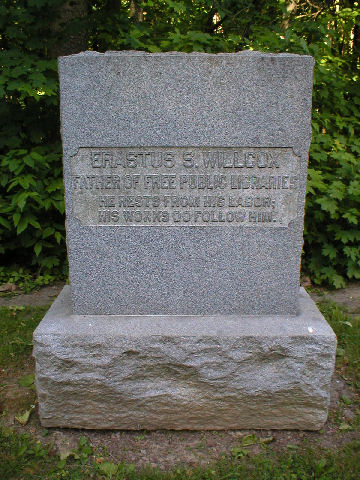 ERASTUS S. WILLCOX
FATHER OF FREE PUBLIC LIBRARIES
HE RESTS FROM HIS LABOR;
HIS WORKS DO FOLLOW HIM.